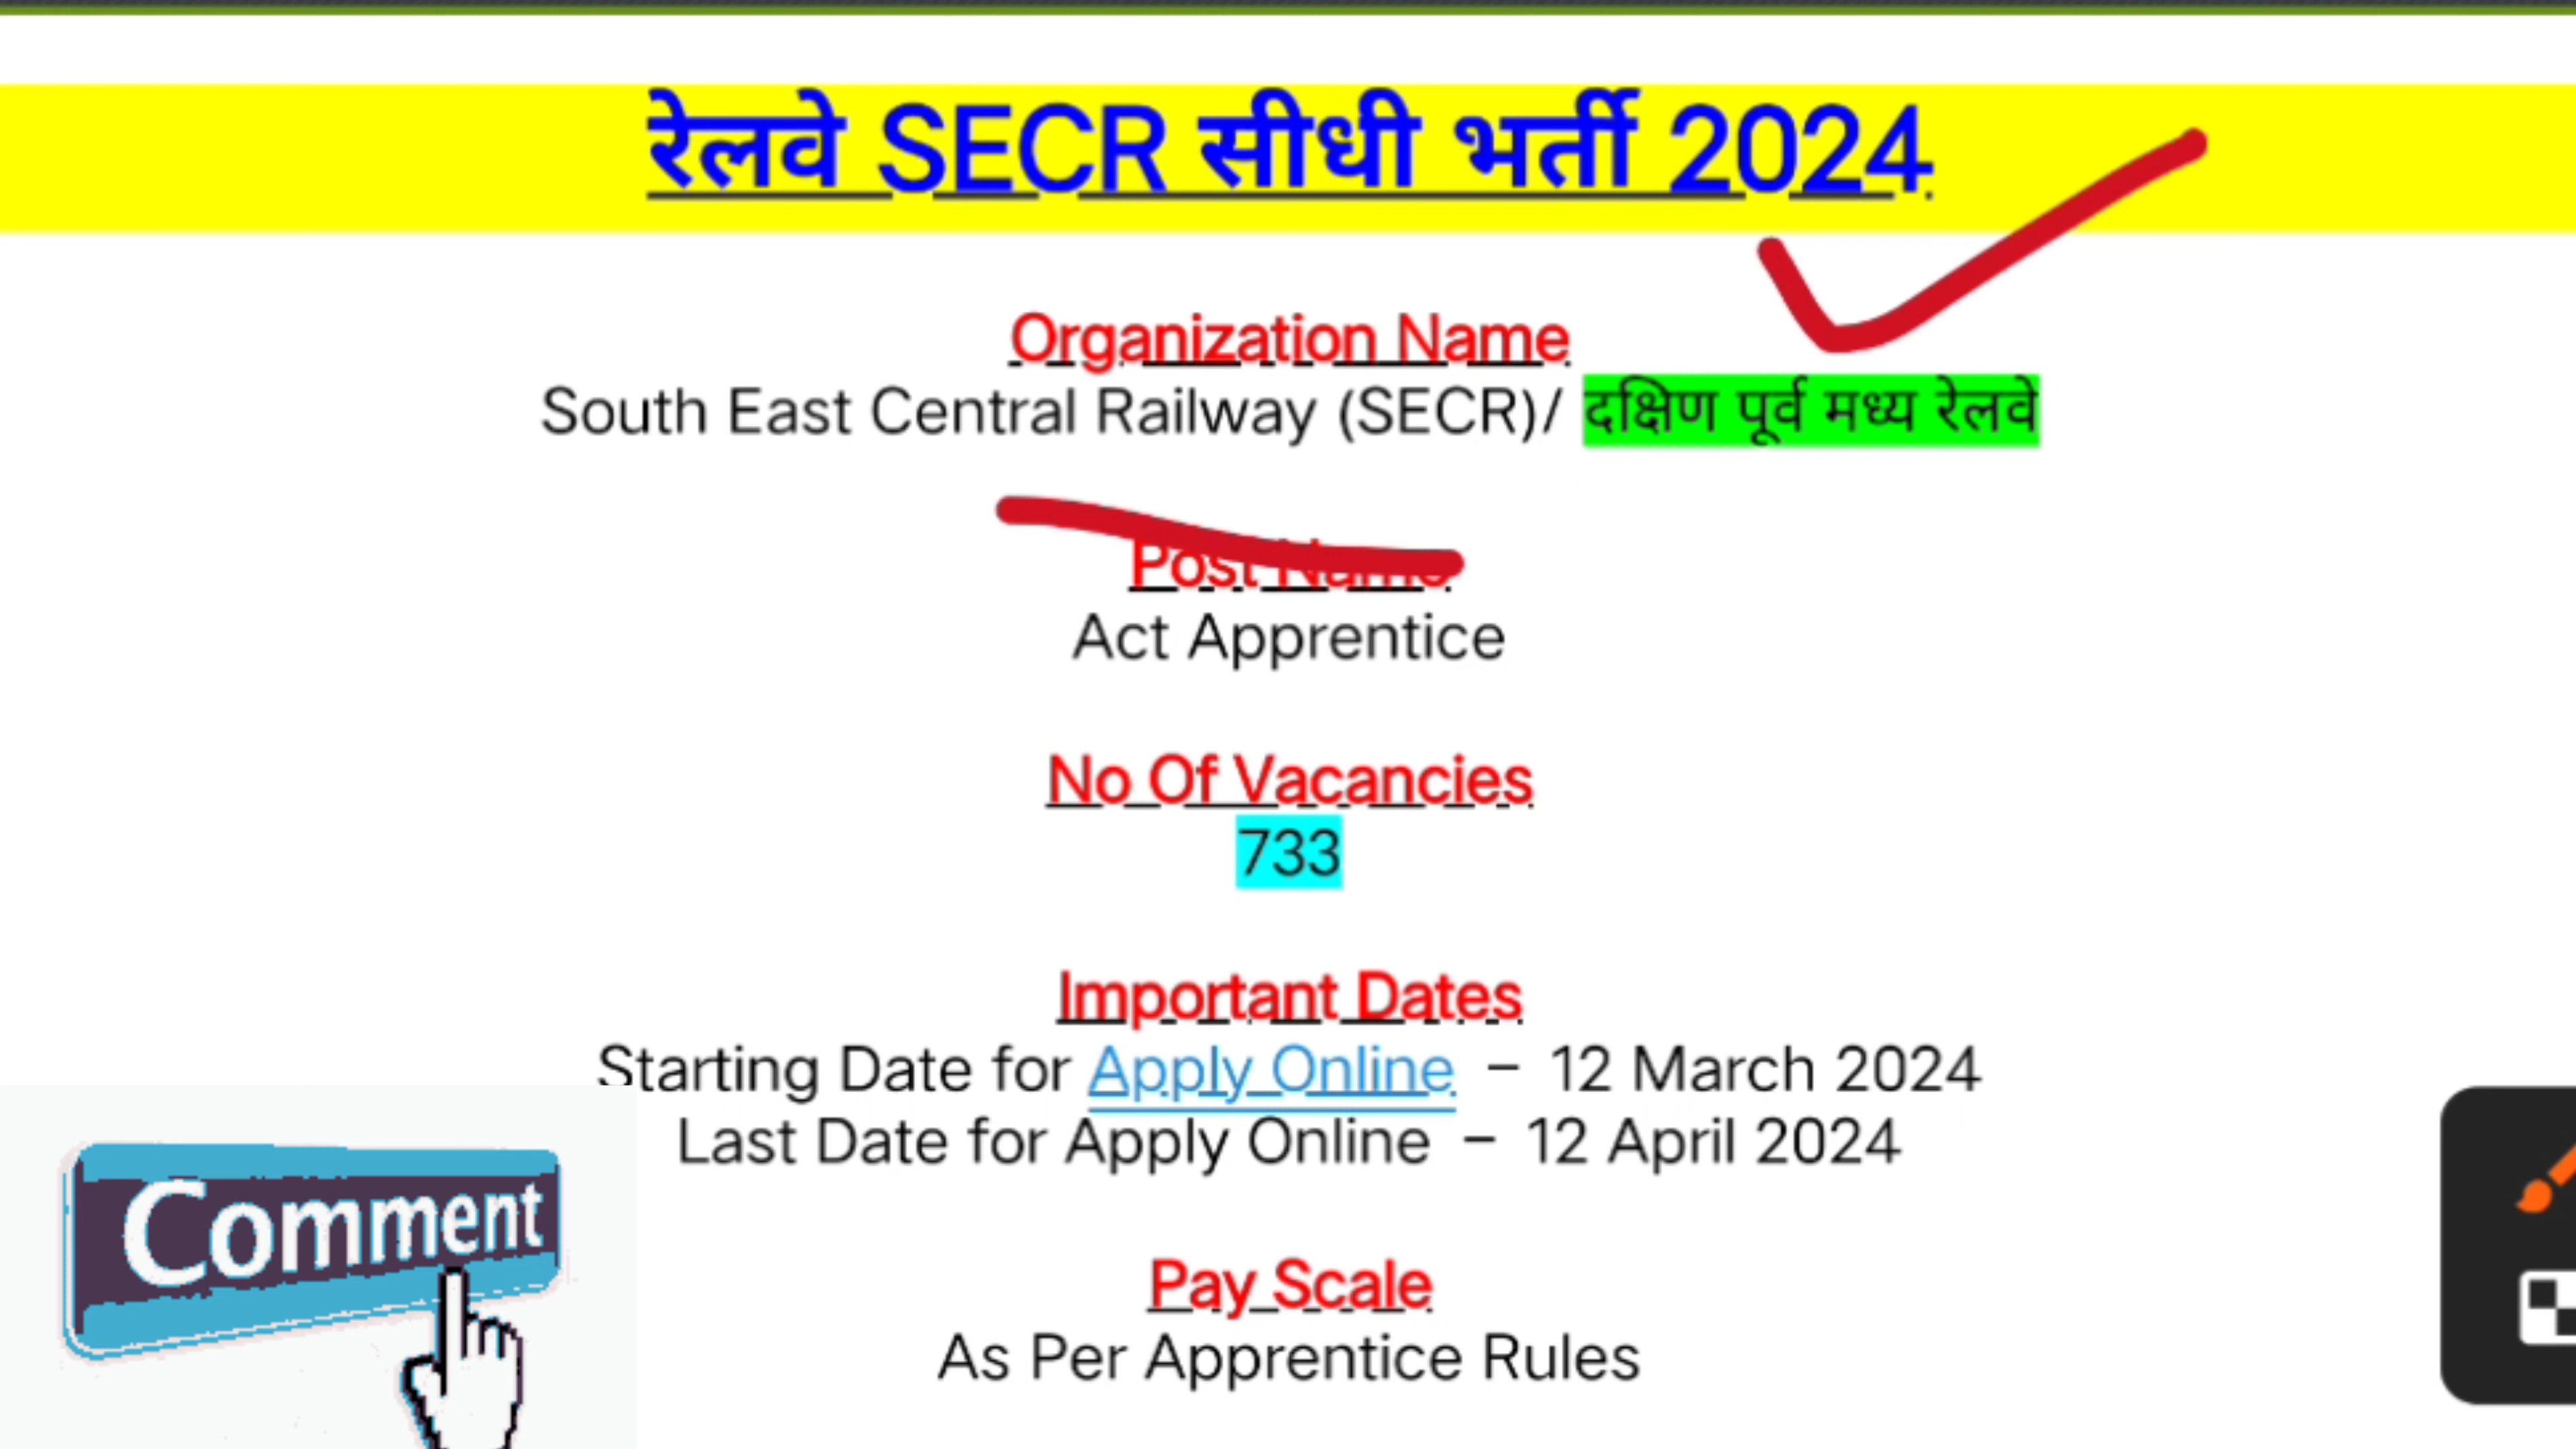 रेलवे SECR सीधी भर्ती 2024
Organization Name
South East Central Railway (SECR)/ दक्षिण पूर्व मध्य रेलवे
Post Name
Act Apprentice
No Of Vacancies
733
Important Dates
Starting Date for Apply Online – 12 March 2024
Last Date for Apply Online – 12 April 2024
Comment
Pay Scale
As Per Apprentice Rules